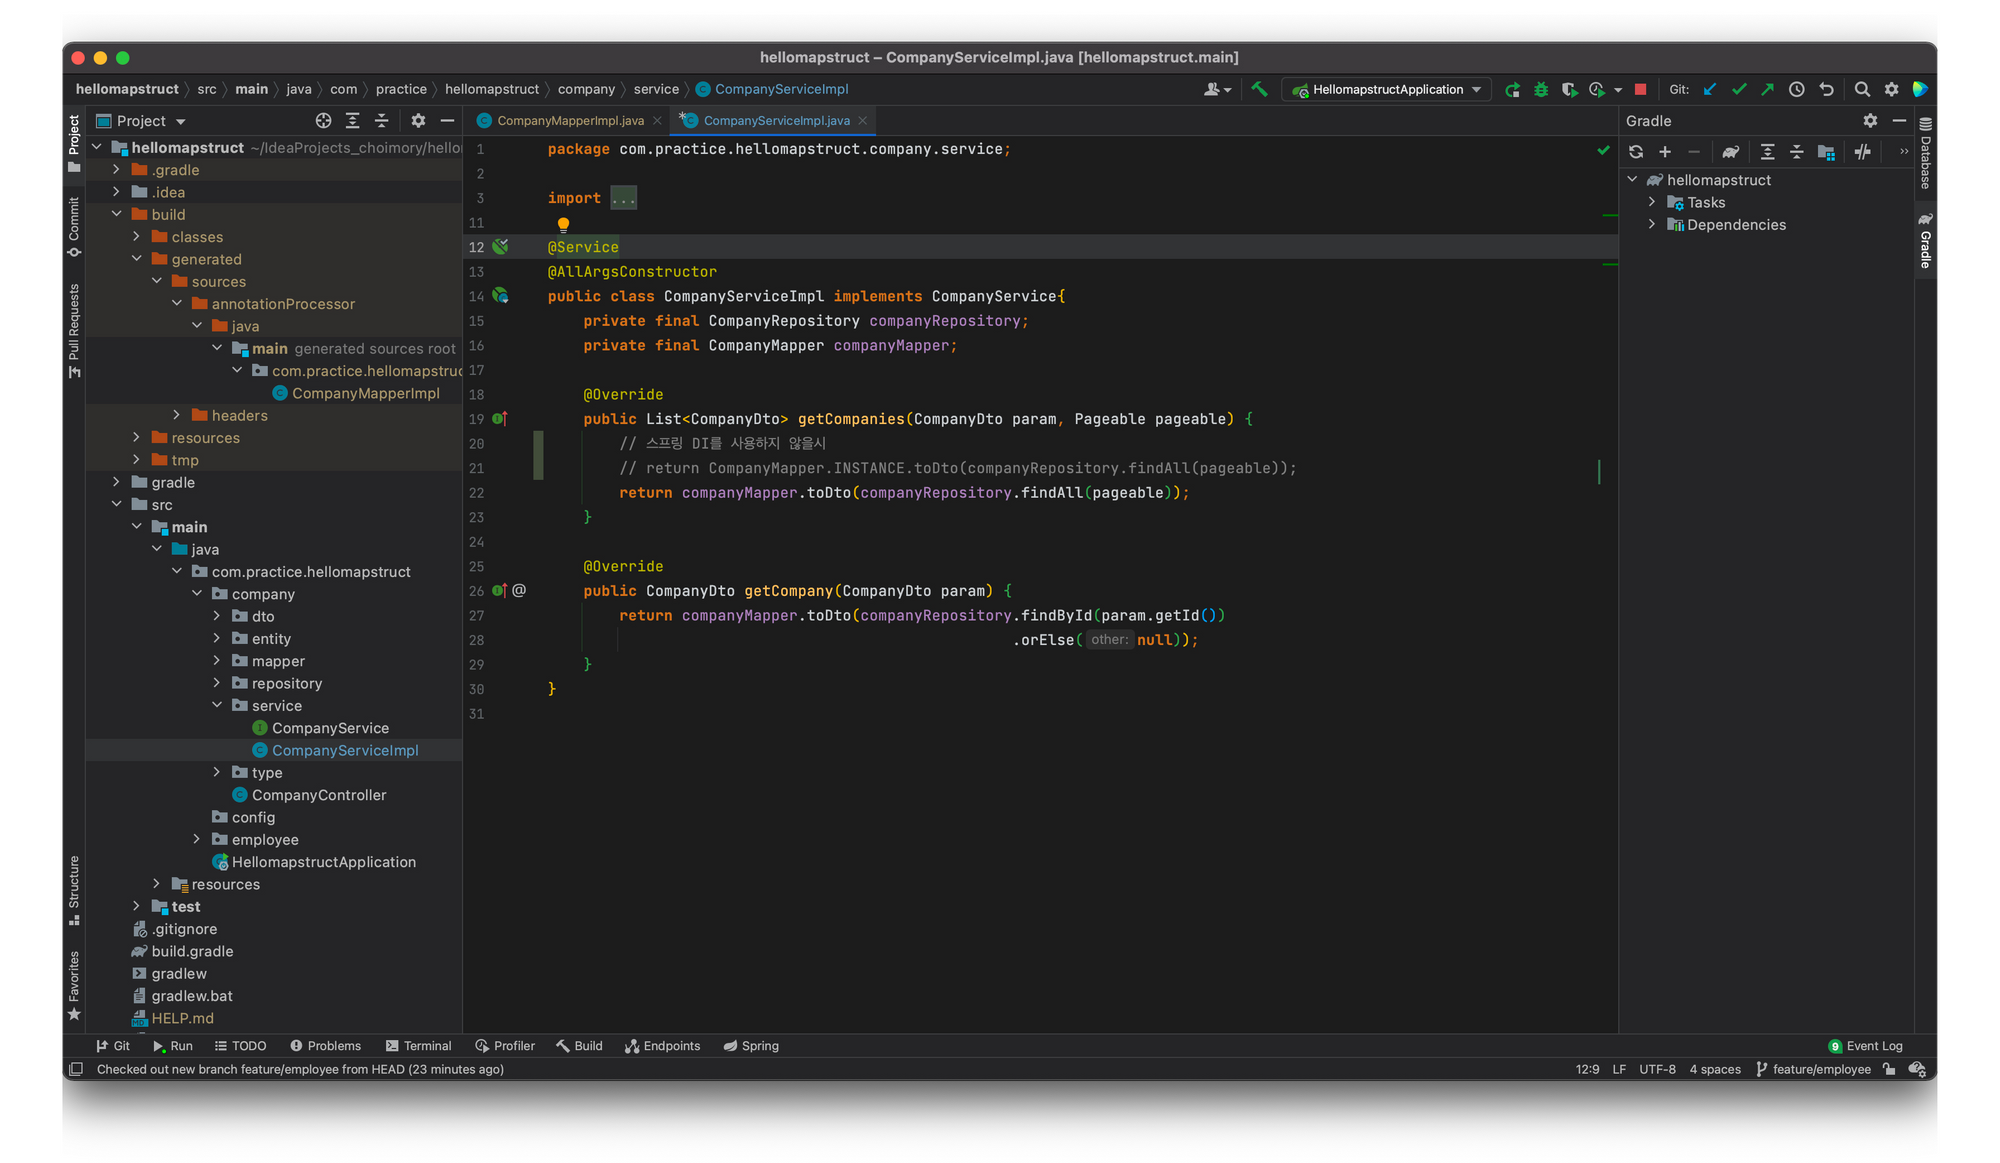 hellomapstruct – CompanyServiceImpl.java [hellomapstruct.main]
hellomapstruct src main java com practice hellomapstruct company service CompanyServiceImpl
HellomapstructApplication
Git:
Project
CompanyMapperImpl.java
CompanyServiceImpl.java
Gradle
Project
Commit
Pull Requests
Structure
Favorites
hellomapstruct ~/IdeaProjects_choimory/hello
.gradle
.idea
build
classes
generated
sources
annotationProcessor
java
main generated sources root
com.practice.hellomapstruc
CompanyMapperImpl
headers
resources
tmp
gradle
src
main
java
com.practice.hellomapstruct
company
dto
entity
mapper
repository
service
CompanyService
CompanyServiceImpl
type
CompanyController
config
employee
HellomapstructApplication
resources
test
.gitignore
build.gradle
gradlew
gradlew.bat
HELP.md
1 package com.practice.hellomapstruct.company.service;
2
3 import ...
11
12 @Service
13 @AllArgsConstructor
14 public class CompanyServiceImpl implements CompanyService{
15 private final CompanyRepository companyRepository;
16 private final CompanyMapper companyMapper;
17
18 @Override
19 public List<CompanyDto> getCompanies(CompanyDto param, Pageable pageable) {
20 // 스프링 DI를 사용하지 않을시
21 // return CompanyMapper.INSTANCE.toDto(companyRepository.findAll(pageable));
22 return companyMapper.toDto(companyRepository.findAll(pageable));
23 }
24
25 @Override
26 @ public CompanyDto getCompany(CompanyDto param) {
27 return companyMapper.toDto(companyRepository.findById(param.getId())
28 .orElse( other: null));
29 }
30 }
31
hellomapstruct
Tasks
Dependencies
Database
Gradle
Git Run TODO Problems Terminal Profiler Build Endpoints Spring
9 Event Log
Checked out new branch feature/employee from HEAD (23 minutes ago)
12:9 LF UTF-8 4 spaces feature/employee